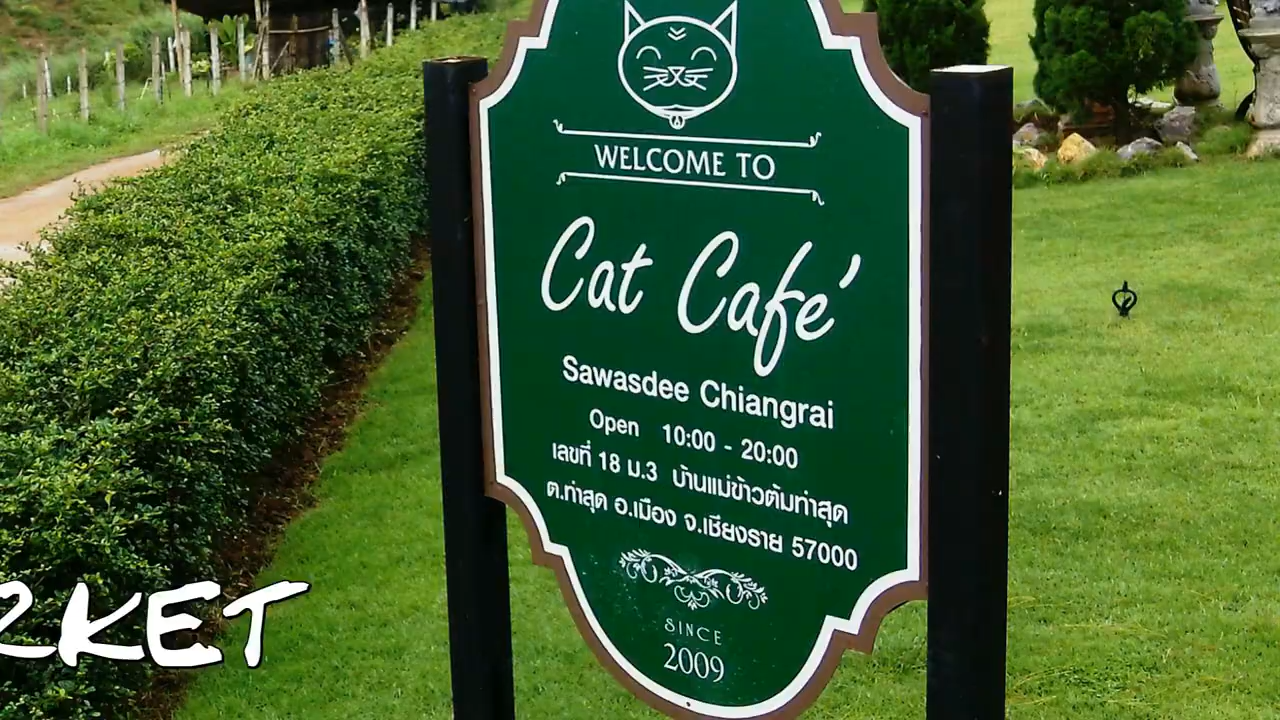 WELCOME TO
Cat Café
Sawasdee Chiangrai
Open 10:00 - 20:00
เลขที่ 18 ม.3 บ้านแม่ข้าวต้มท่าสุด
ต.ท่าสุด อ.เมือง จ.เชียงราย 57000
SINCE
2009
RKET